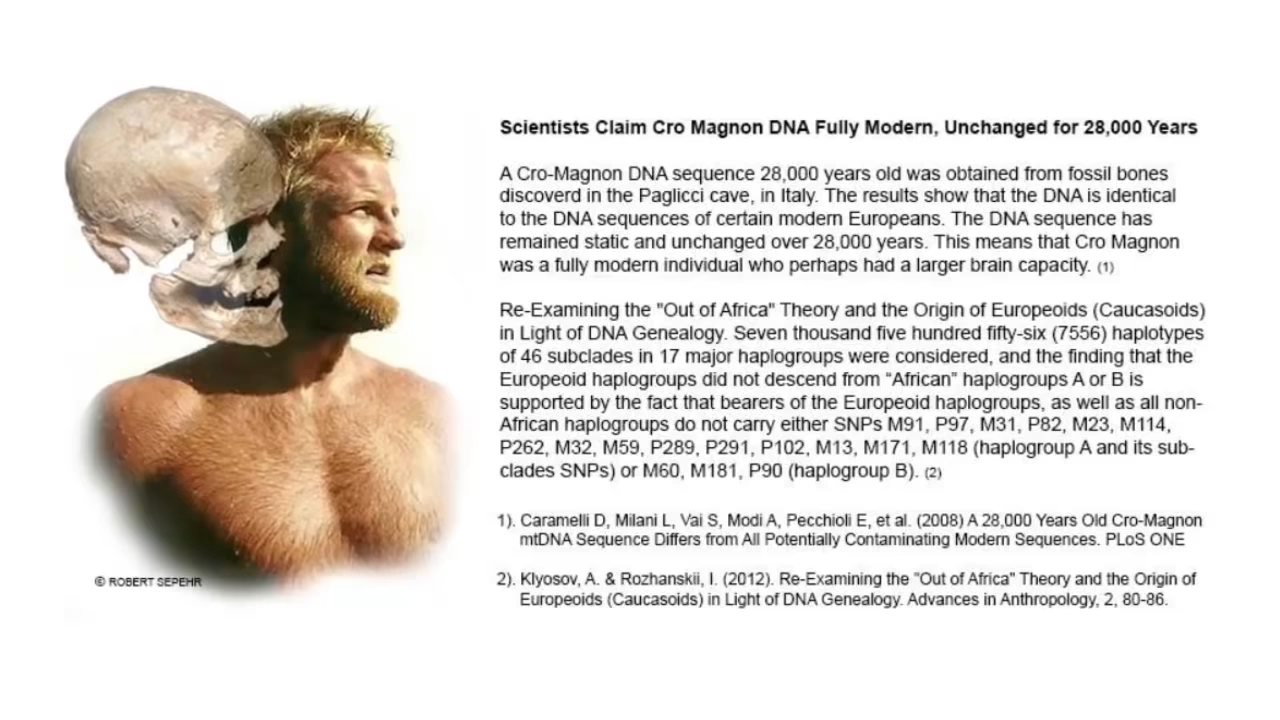 Scientists Claim Cro Magnon DNA Fully Modern, Unchanged for 28,000 Years
A Cro-Magnon DNA sequence 28,000 years old was obtained from fossil bones
discoverd in the Paglicci cave, in Italy. The results show that the DNA is identical
to the DNA sequences of certain modern Europeans. The DNA sequence has
remained static and unchanged over 28,000 years. This means that Cro Magnon
was a fully modern individual who perhaps had a larger brain capacity. (1)
Re-Examining the "Out of Africa" Theory and the Origin of Europeoids (Caucasoids)
in Light of DNA Genealogy. Seven thousand five hundred fifty-six (7556) haplotypes
of 46 subclades in 17 major haplogroups were considered, and the finding that the
Europeoid haplogroups did not descend from “African” haplogroups A or B is
supported by the fact that bearers of the Europeoid haplogroups, as well as all non-
African haplogroups do not carry either SNPs M91, P97, M31, P82, M23, M114,
P262, M32, M59, P289, P291, P102, M13, M171, M118 (haplogroup A and its sub-
clades SNPs) or M60, M181, P90 (haplogroup B). (2)
1). Caramelli D, Milani L, Vai S, Modi A, Pecchioli E, et al. (2008) A 28,000 Years Old Cro-Magnon
mtDNA Sequence Differs from All Potentially Contaminating Modern Sequences. PLoS ONE
2). Klyosov, A. & Rozhanskii, I. (2012). Re-Examining the "Out of Africa" Theory and the Origin of
Europeoids (Caucasoids) in Light of DNA Genealogy. Advances in Anthropology, 2, 80-86.
© ROBERT SEPEHR